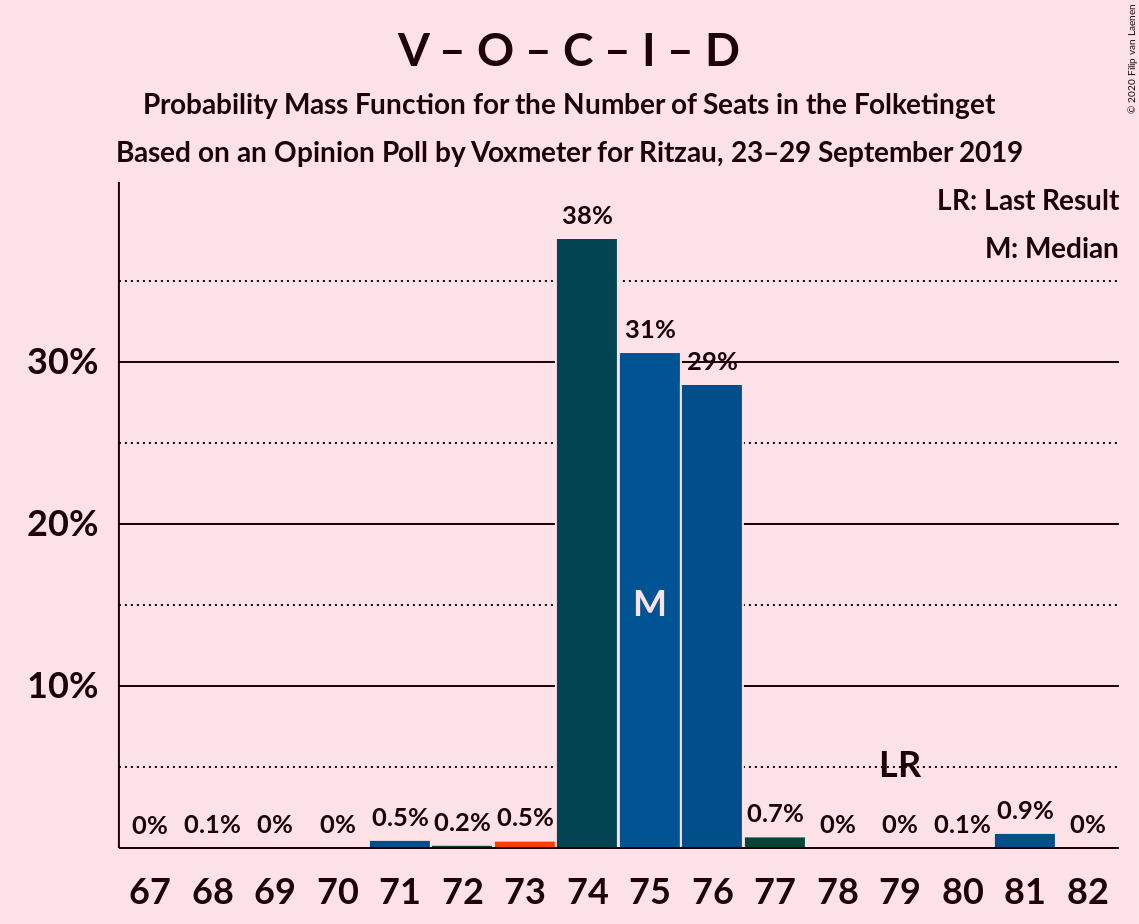 V – O – C – I – D
Probability Mass Function for the Number of Seats in the Folketinget
Based on an Opinion Poll by Voxmeter for Ritzau, 23–29 September 2019
© 2020 Filip van Laenen
LR: Last Result
M: Median
38%
31%
29%
30%
20%
10%
M
LR
0% 0.1% 0% 0% 0.5% 0.2% 0.5% 0.7% 0% 0% 0.1% 0.9% 0%
67 68 69 70 71 72 73 74 75 76 77 78 79 80 81 82